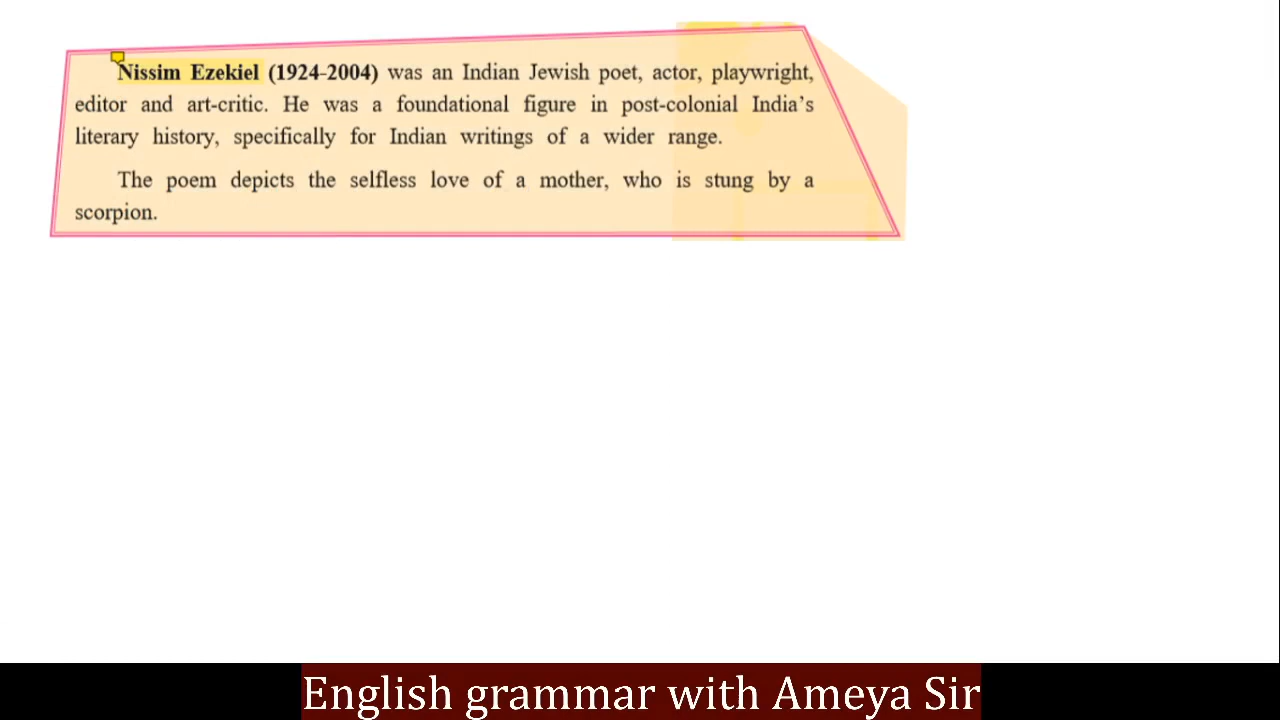 Nissim Ezekiel (1924-2004) was an Indian Jewish poet, actor, playwright,
editor and art-critic. He was a foundational figure in post-colonial India’s
literary history, specifically for Indian writings of a wider range.
The poem depicts the selfless love of a mother, who is stung by a
scorpion.
English grammar with Ameya Sir